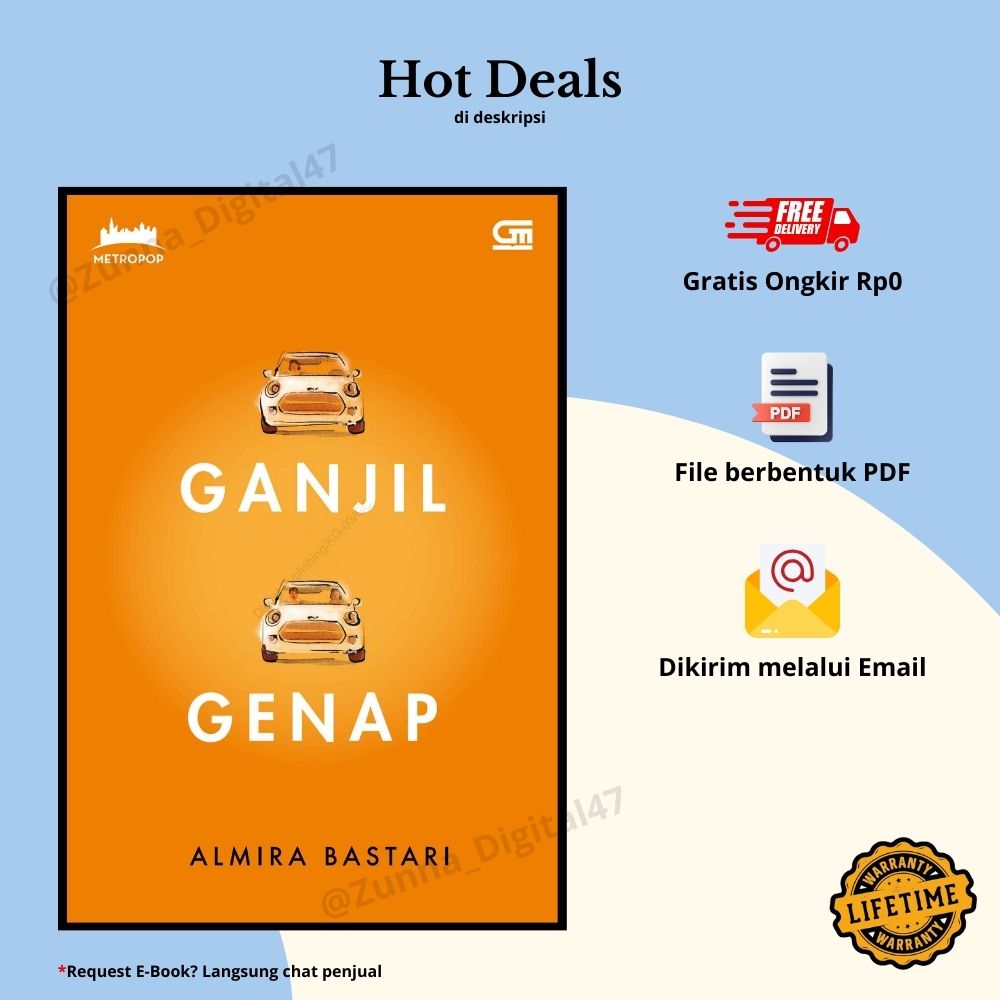 Hot Deals
di deskripsi
@Zunna_Digital47
METROPOP
GM
GANJIL
GENAP
ALMIRA BASTARI
@Zunna_Digital47
FREE
DELIVERY
Gratis Ongkir Rp0
PDF
File berbentuk PDF
@
Dikirim melalui Email
WARRANTY
LIFETIME
WARRANTY
*Request E-Book? Langsung chat penjual